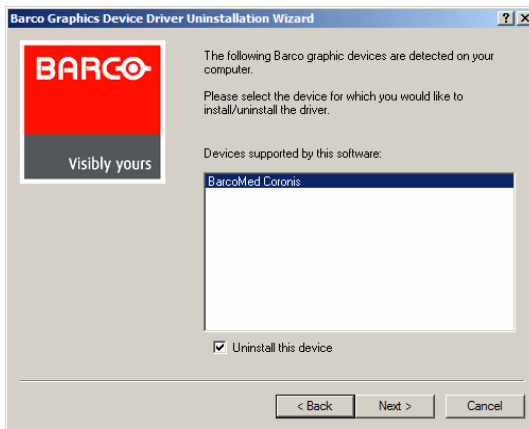 Barco Graphics Device Driver Uninstallation Wizard
BARCO
Visibly yours
The following Barco graphic devices are detected on your
computer.
Please select the device for which you would like to
install/uninstall the driver.
Devices supported by this software:
BarcoMed Coronis
Uninstall this device
< Back
Next >
Cancel